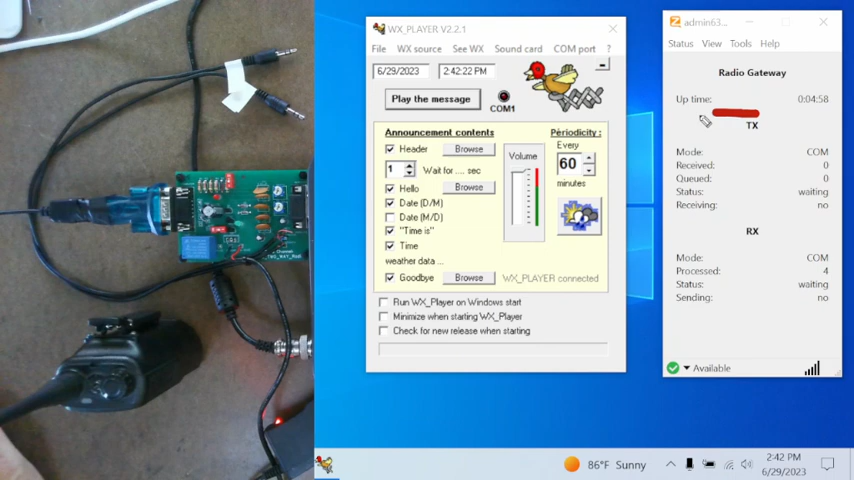 WX_PLAYER V2.2.1
File WX source See WX Sound card COM port ?
6/29/2023 2:42:22 PM
Play the message
COM1
Announcement contents
Header Browse
1 Wait for .... sec
Hello Browse
Date (D/M)
Date (M/D)
"Time is"
Time
weather data ...
Goodbye Browse WX_PLAYER connected
Volume
Périodicity :
Every
60
minutes
Run WX_Player on Windows start
Minimize when starting WX_Player
Check for new release when starting
admin63...
Status View Tools Help
Radio Gateway
Up time: 0:04:58
TX
Mode: COM
Received: 0
Queued: 0
Status: waiting
Receiving: no
RX
Mode: COM
Processed: 4
Status: waiting
Sending: no
Available
86°F Sunny
2:42 PM
6/29/2023